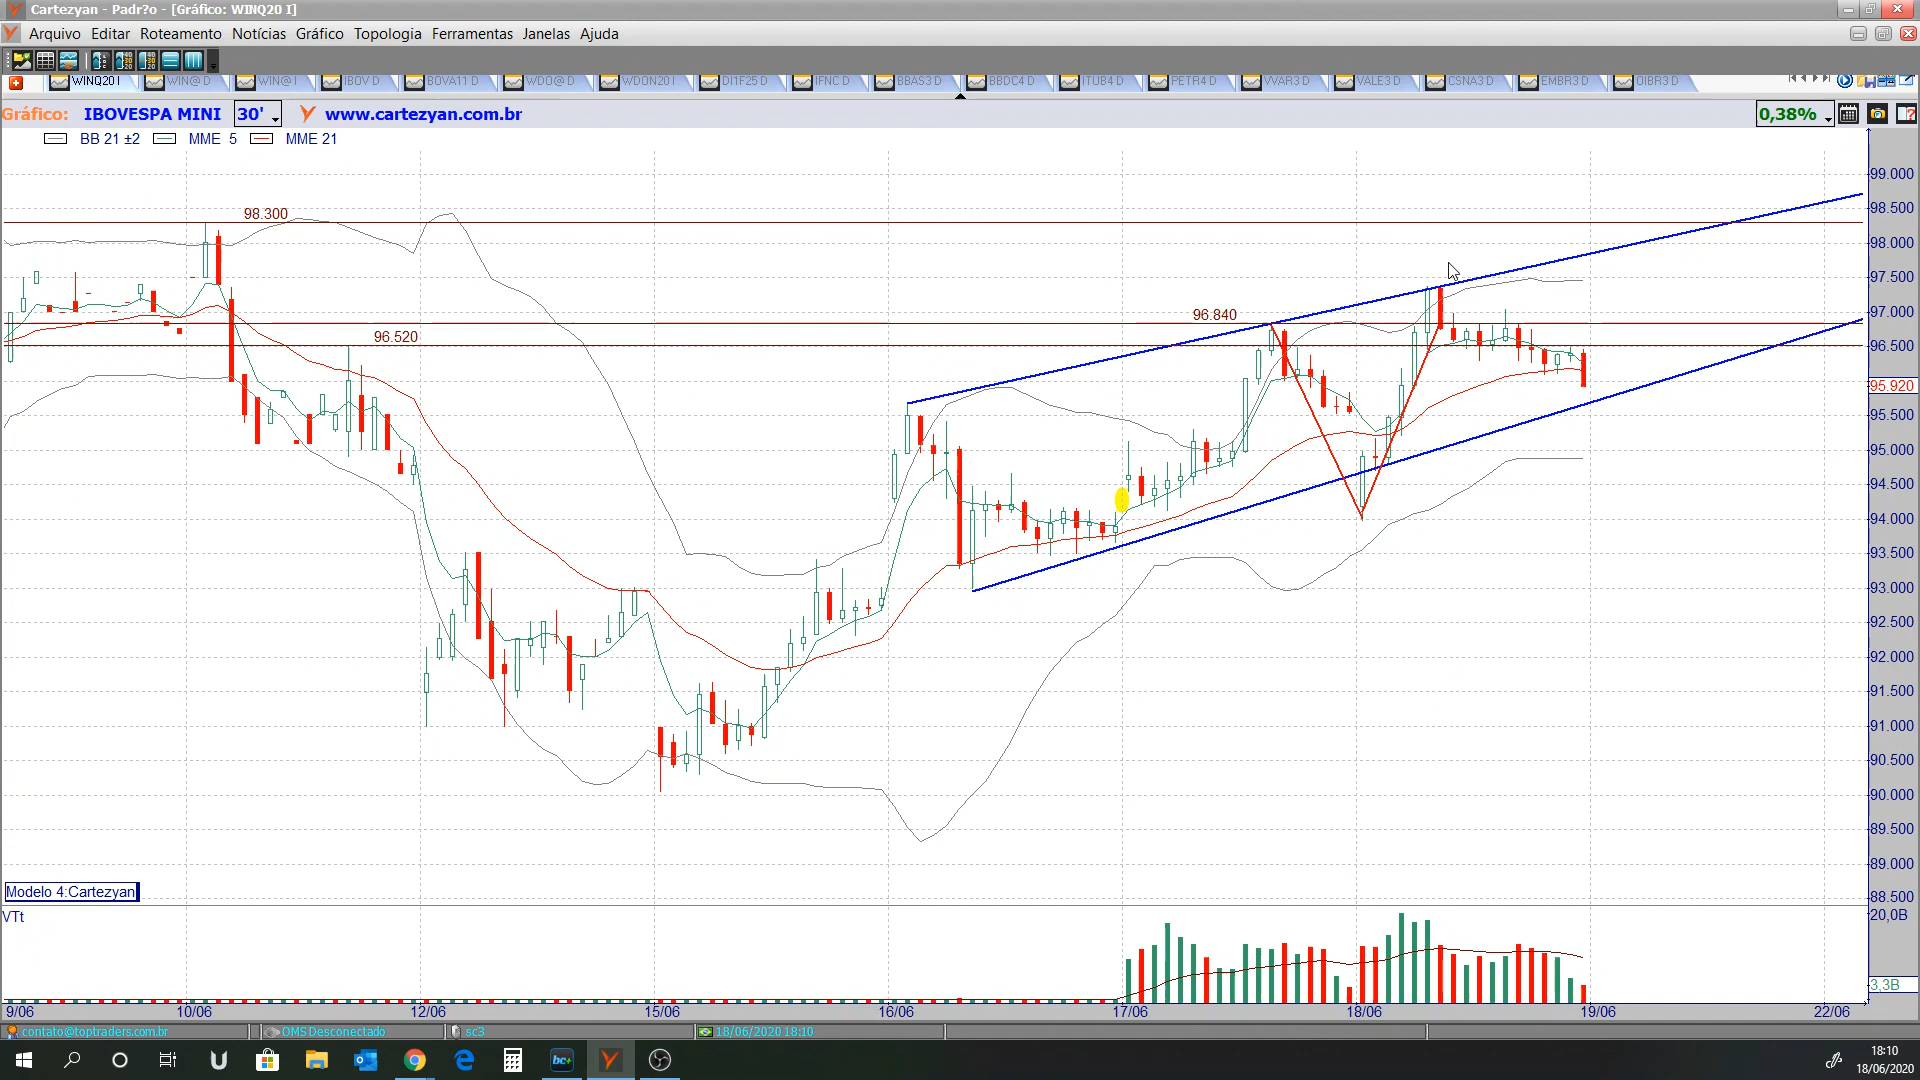 Cartezyan - Padr?o - [Gráfico: WINQ20 I]
Arquivo Editar Roteamento Notícias Gráfico Topologia Ferramentas Janelas Ajuda
WINQ20 I WIN@ D WIN@ I IBOV D BOVA11 D WDO@ D WDON20 I DI1F25 D IFNC D BBAS3 D BBDC4 D ITUB4 D PETR4 D VVAR3 D VALE3 D CSNA3 D EMBR3 D OIBR3 D
Gráfico: IBOVESPA MINI 30' www.cartezyan.com.br 0,38%
BB 21 ±2 MME 5 MME 21
99.000
98.500
98.300
98.000
97.500
97.000
96.840
96.520
96.500
95.920
95.500
95.000
94.500
94.000
93.500
93.000
92.500
92.000
91.500
91.000
90.500
90.000
89.500
89.000
88.500
Modelo 4:Cartezyan
VTt
20,0B
3,3B
9/06 10/06 12/06 15/06 16/06 17/06 18/06 19/06 22/06
contato@toptraders.com.br OMS Desconectado sc3 18/06/2020 18:10
bc+
18:10
18/06/2020